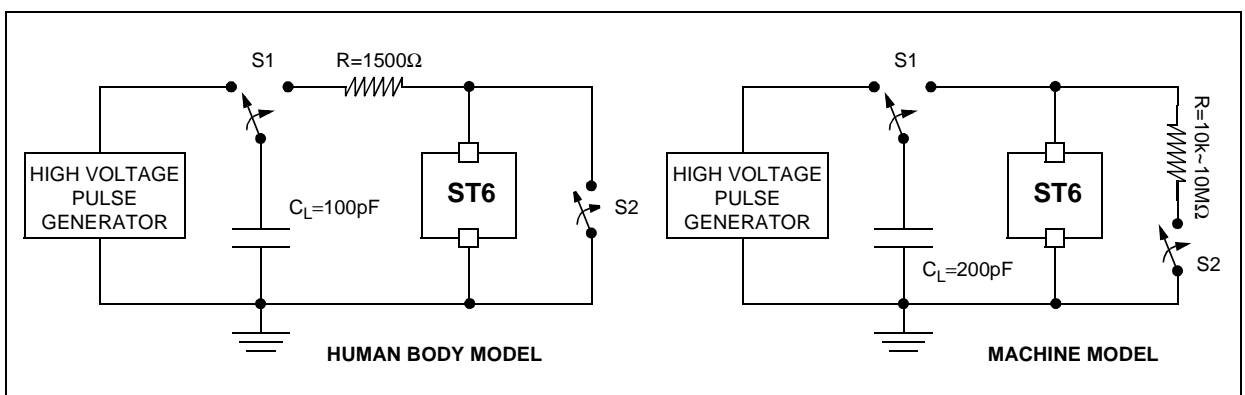 S1
R=1500Ω
HIGH VOLTAGE
PULSE
GENERATOR
CL=100pF
ST6
S2
HUMAN BODY MODEL
S1
HIGH VOLTAGE
PULSE
GENERATOR
CL=200pF
ST6
R=10k~10MΩ
S2
MACHINE MODEL